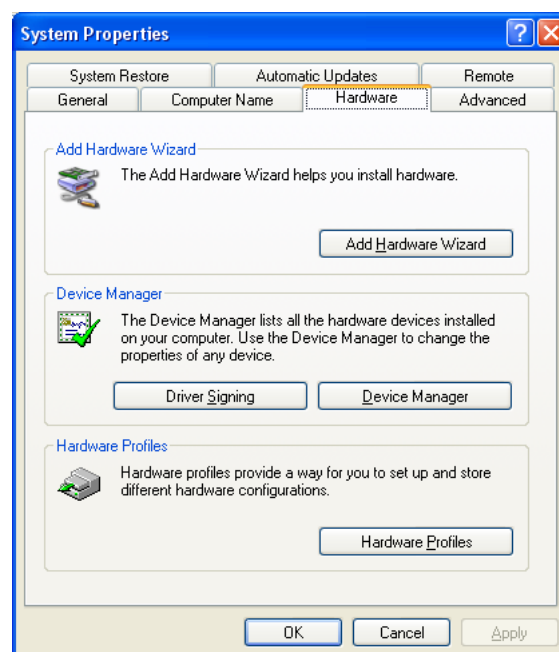 System Properties
System Restore
Automatic Updates
Remote
General
Computer Name
Hardware
Advanced
Add Hardware Wizard
The Add Hardware Wizard helps you install hardware.
Add Hardware Wizard
Device Manager
The Device Manager lists all the hardware devices installed
on your computer. Use the Device Manager to change the
properties of any device.
Driver Signing
Device Manager
Hardware Profiles
Hardware profiles provide a way for you to set up and store
different hardware configurations.
Hardware Profiles
OK
Cancel
Apply